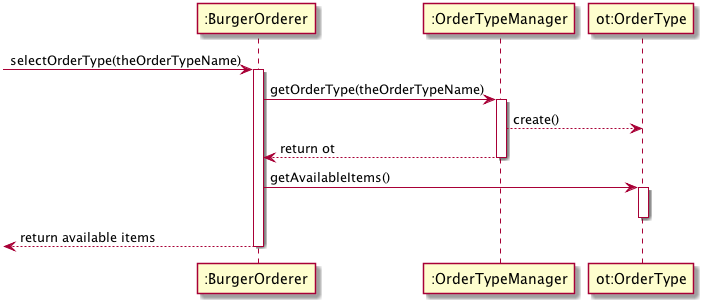 :BurgerOrderer
:OrderTypeManager
ot:OrderType
selectOrderType(theOrderTypeName)
getOrderType(theOrderTypeName)
create()
return ot
getAvailableItems()
return available items
:BurgerOrderer
:OrderTypeManager
ot:OrderType